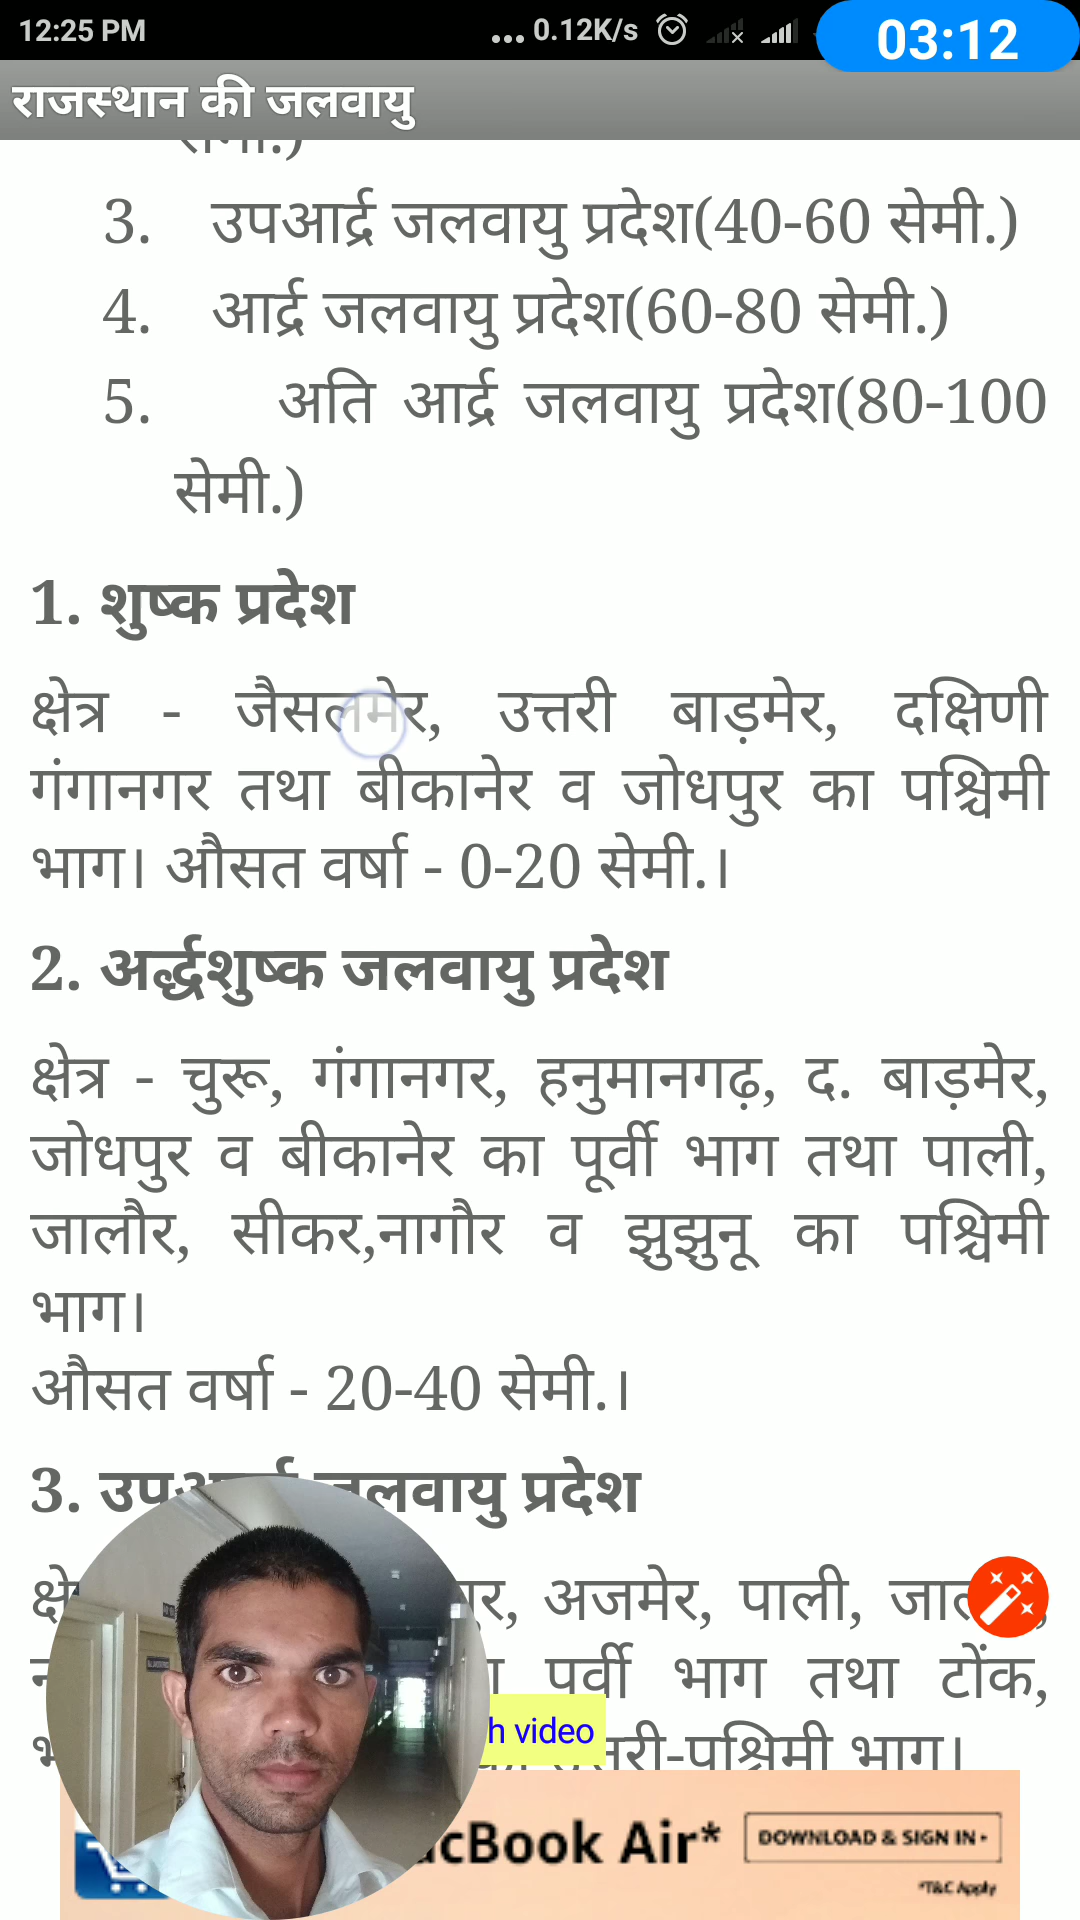 12:25 PM
... 0.12K/s
03:12
राजस्थान की जलवायु
3. उपआर्द्र जलवायु प्रदेश(40-60 सेमी.)
4. आर्द्र जलवायु प्रदेश(60-80 सेमी.)
5. अति आर्द्र जलवायु प्रदेश(80-100
सेमी.)
1. शुष्क प्रदेश
क्षेत्र - जैसलमेर, उत्तरी बाड़मेर, दक्षिणी
गंगानगर तथा बीकानेर व जोधपुर का पश्चिमी
भाग। औसत वर्षा - 0-20 सेमी.।
2. अर्द्धशुष्क जलवायु प्रदेश
क्षेत्र - चुरू, गंगानगर, हनुमानगढ़, द. बाड़मेर,
जोधपुर व बीकानेर का पूर्वी भाग तथा पाली,
जालौर, सीकर,नागौर व झुझुनू का पश्चिमी
भाग।
औसत वर्षा - 20-40 सेमी.।
3. जलवायु प्रदेश
अजमेर, पाली,
पूर्वी भाग तथा टोंक,
भाग।
video
Air*
DOWNLOAD & SIGN IN
*T&C Apply